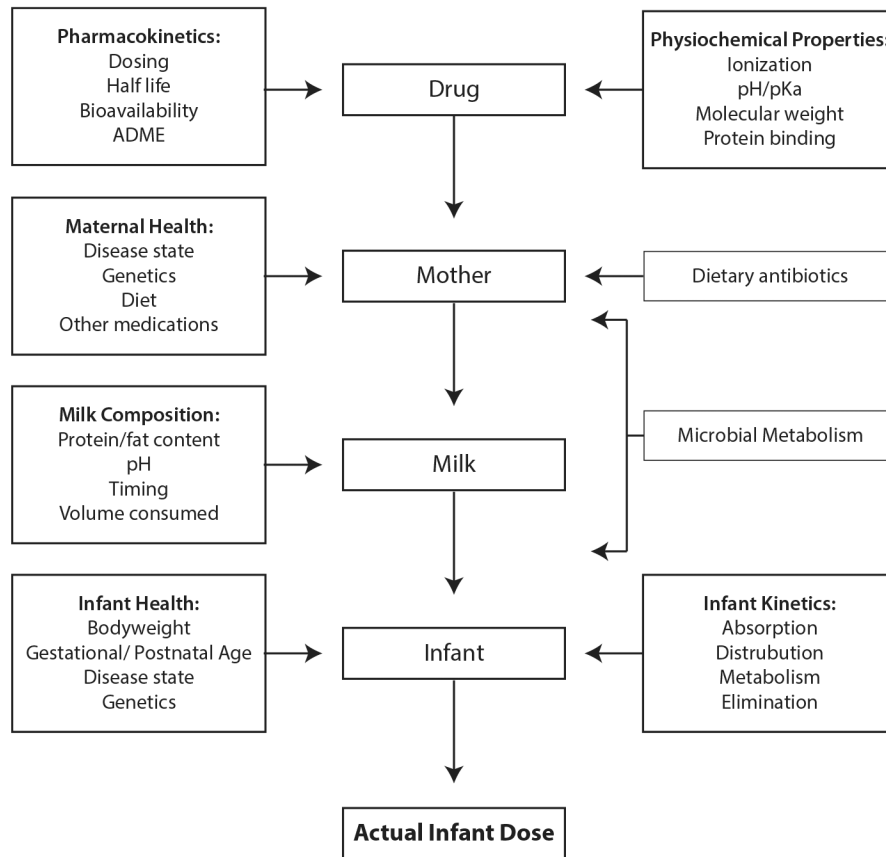 Pharmacokinetics:
Dosing
Half life
Bioavailability
ADME
Drug
Physiochemical Properties:
Ionization
pH/pKa
Molecular weight
Protein binding
Maternal Health:
Disease state
Genetics
Diet
Other medications
Mother
Dietary antibiotics
Milk Composition:
Protein/fat content
pH
Timing
Volume consumed
Milk
Microbial Metabolism
Infant Health:
Bodyweight
Gestational/ Postnatal Age
Disease state
Genetics
Infant
Infant Kinetics:
Absorption
Distrubution
Metabolism
Elimination
Actual Infant Dose